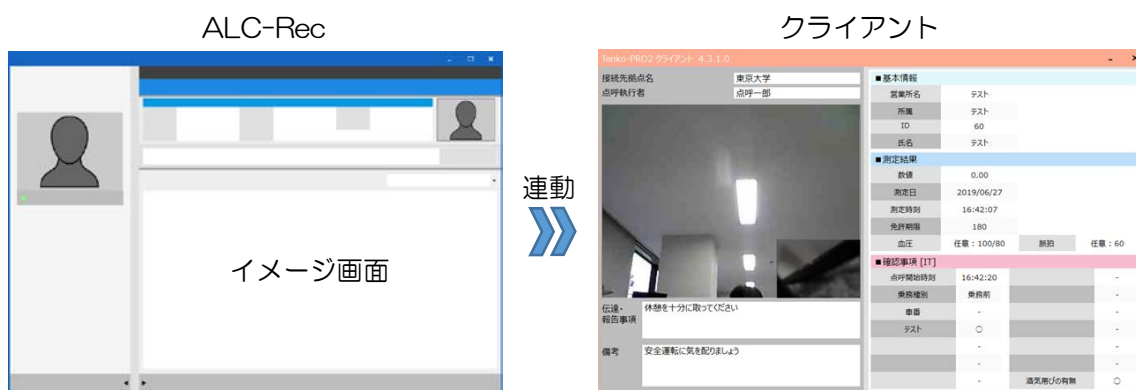 ALC-Rec
クライアント
イメージ画面
連動
Tenko-PRO2 クライアント 4.3.1.0
接続先拠点名 東京大学
点呼執行者 点呼一郎
伝達・報告事項 休憩を十分に取ってください
備考 安全運転に気を配りましょう
■基本情報
営業所名 テスト
所属 テスト
ID 60
氏名 テスト
■測定結果
数値 0.00
測定日 2019/06/27
測定時刻 16:42:07
免許期限 180
血圧 任意:100/80 脈拍 任意:60
■確認事項 [IT]
点呼開始時刻 16:42:20 -
乗務種別 乗務前 -
車番 - -
テスト ○ -
- -
- -
- 酒気帯びの有無 ○